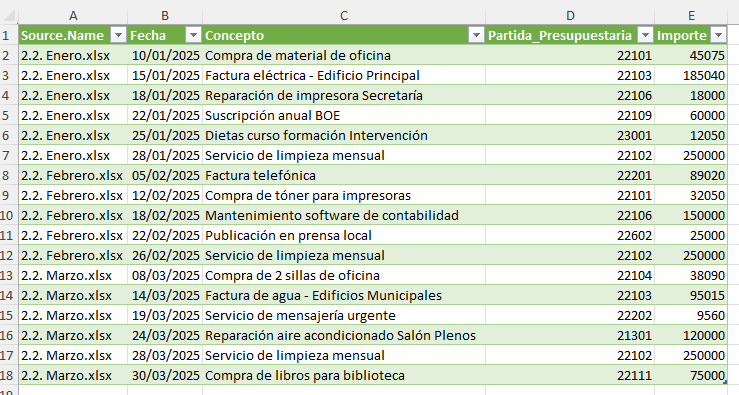 A B C D E
1 Source.Name Fecha Concepto Partida_Presupuestaria Importe
2 2.2. Enero.xlsx 10/01/2025 Compra de material de oficina 22101 45075
3 2.2. Enero.xlsx 15/01/2025 Factura eléctrica - Edificio Principal 22103 185040
4 2.2. Enero.xlsx 18/01/2025 Reparación de impresora Secretaría 22106 18000
5 2.2. Enero.xlsx 22/01/2025 Suscripción anual BOE 22109 60000
6 2.2. Enero.xlsx 25/01/2025 Dietas curso formación Intervención 23001 12050
7 2.2. Enero.xlsx 28/01/2025 Servicio de limpieza mensual 22102 250000
8 2.2. Febrero.xlsx 05/02/2025 Factura telefónica 22201 89020
9 2.2. Febrero.xlsx 12/02/2025 Compra de tóner para impresoras 22101 32050
10 2.2. Febrero.xlsx 18/02/2025 Mantenimiento software de contabilidad 22106 150000
11 2.2. Febrero.xlsx 22/02/2025 Publicación en prensa local 22602 25000
12 2.2. Febrero.xlsx 26/02/2025 Servicio de limpieza mensual 22102 250000
13 2.2. Marzo.xlsx 08/03/2025 Compra de 2 sillas de oficina 22104 38090
14 2.2. Marzo.xlsx 14/03/2025 Factura de agua - Edificios Municipales 22103 95015
15 2.2. Marzo.xlsx 19/03/2025 Servicio de mensajería urgente 22202 9560
16 2.2. Marzo.xlsx 24/03/2025 Reparación aire acondicionado Salón Plenos 21301 120000
17 2.2. Marzo.xlsx 28/03/2025 Servicio de limpieza mensual 22102 250000
18 2.2. Marzo.xlsx 30/03/2025 Compra de libros para biblioteca 22111 75000